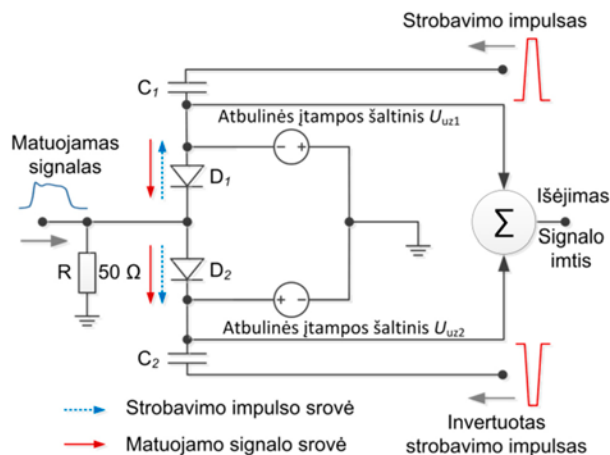 Strobavimo impulsas
C1
Atbulinės įtampos šaltinis Uuz1
Matuojamas
signalas
- +
D1
Išėjimas
Σ
Signalo
imtis
R 50 Ω
D2
+ -
Atbulinės įtampos šaltinis Uuz2
C2
Strobavimo impulso srovė
Matuojamo signalo srovė
Invertuotas
strobavimo impulsas